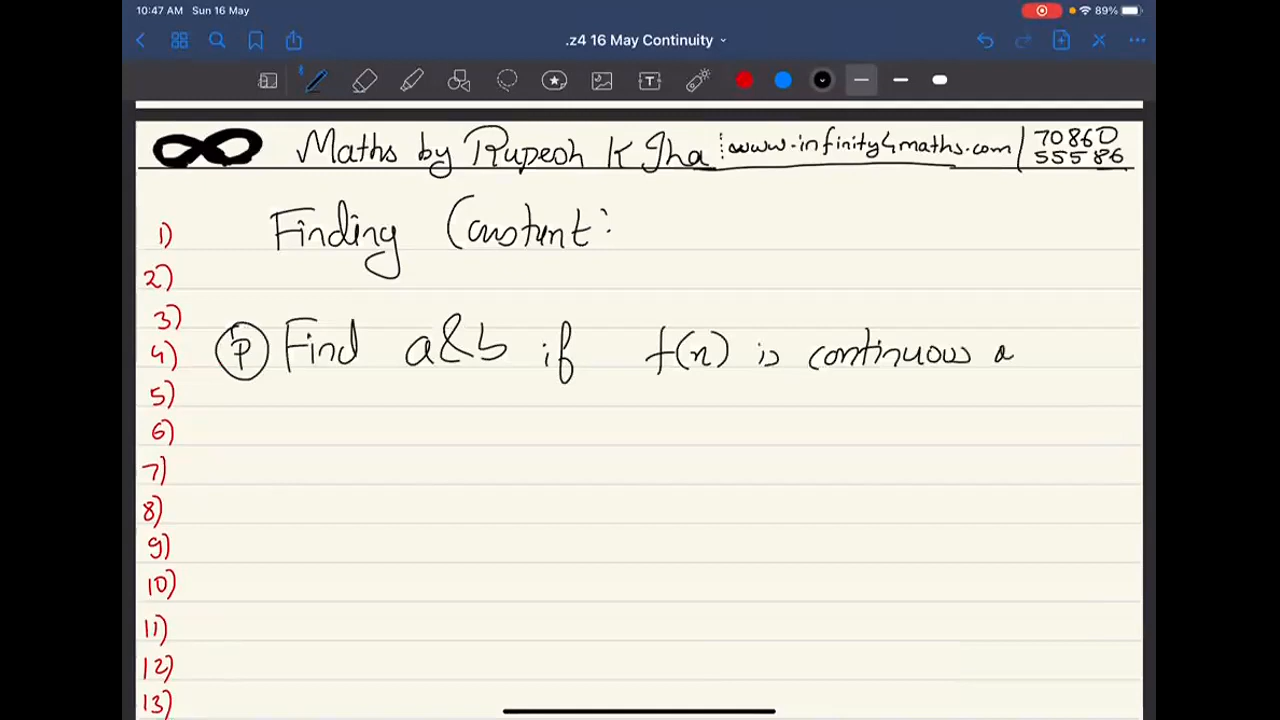 10:47 AM Sun 16 May 89%
.z4 16 May Continuity
Maths by Rupesh K Jha www.infinity4maths.com 70860
55586
Finding Constant:
1)
2)
3)
4) P Find a&b if f(x) is continuous a
5)
6)
7)
8)
9)
10)
11)
12)
13)